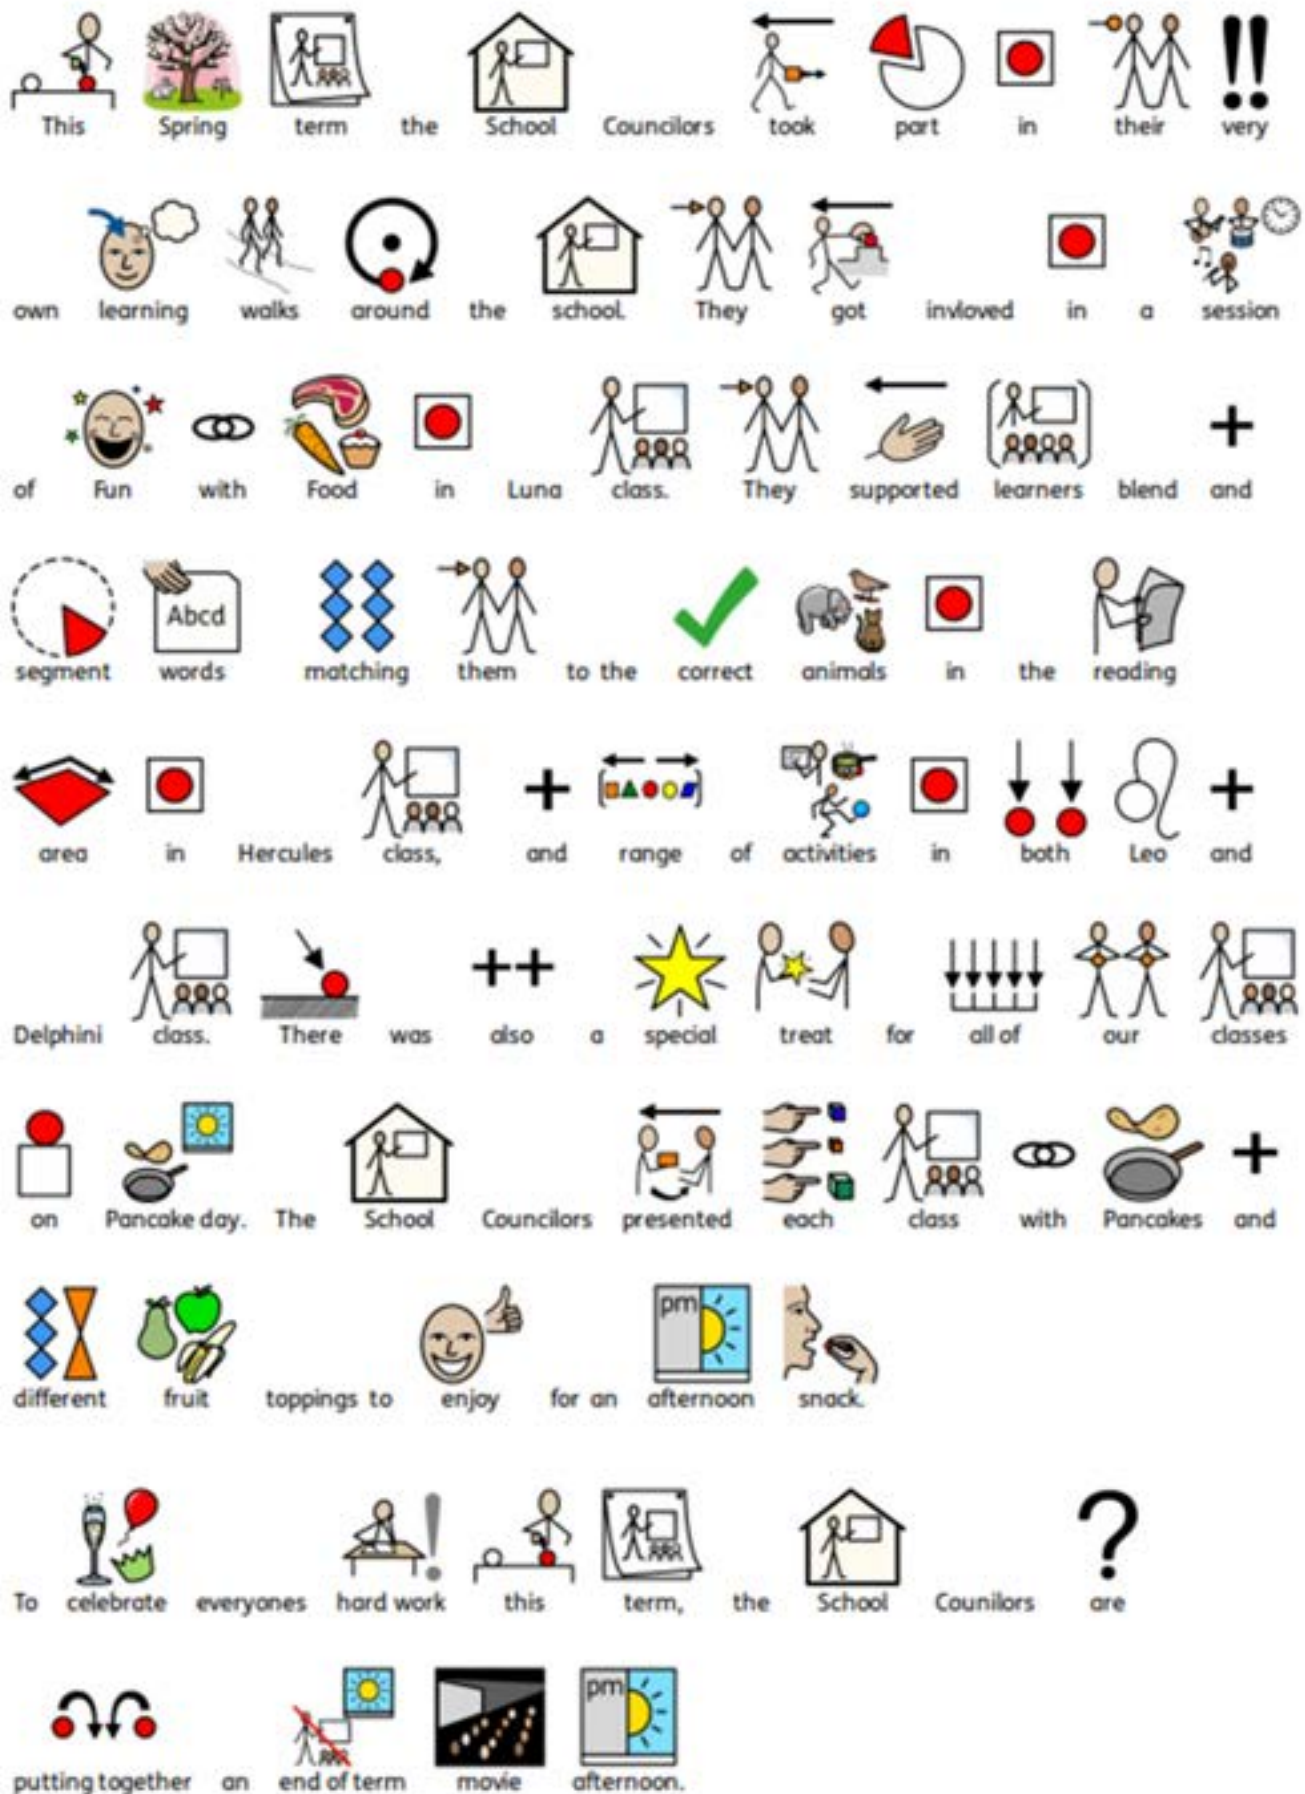 This Spring term the School Councilors took part in their very
own learning walks around the school. They got invloved in a session
of Fun with Food in Luna class. They supported learners blend and
Abcd
segment words matching them to the correct animals in the reading
area in Hercules class, and range of activities in both Leo and
Delphini class. There was also a special treat for all of our classes
on Pancake day. The School Councilors presented each class with Pancakes and
pm
different fruit toppings to enjoy for an afternoon snack.
To celebrate everyones hard work this term, the School Counilors are
pm
putting together an end of term movie afternoon.